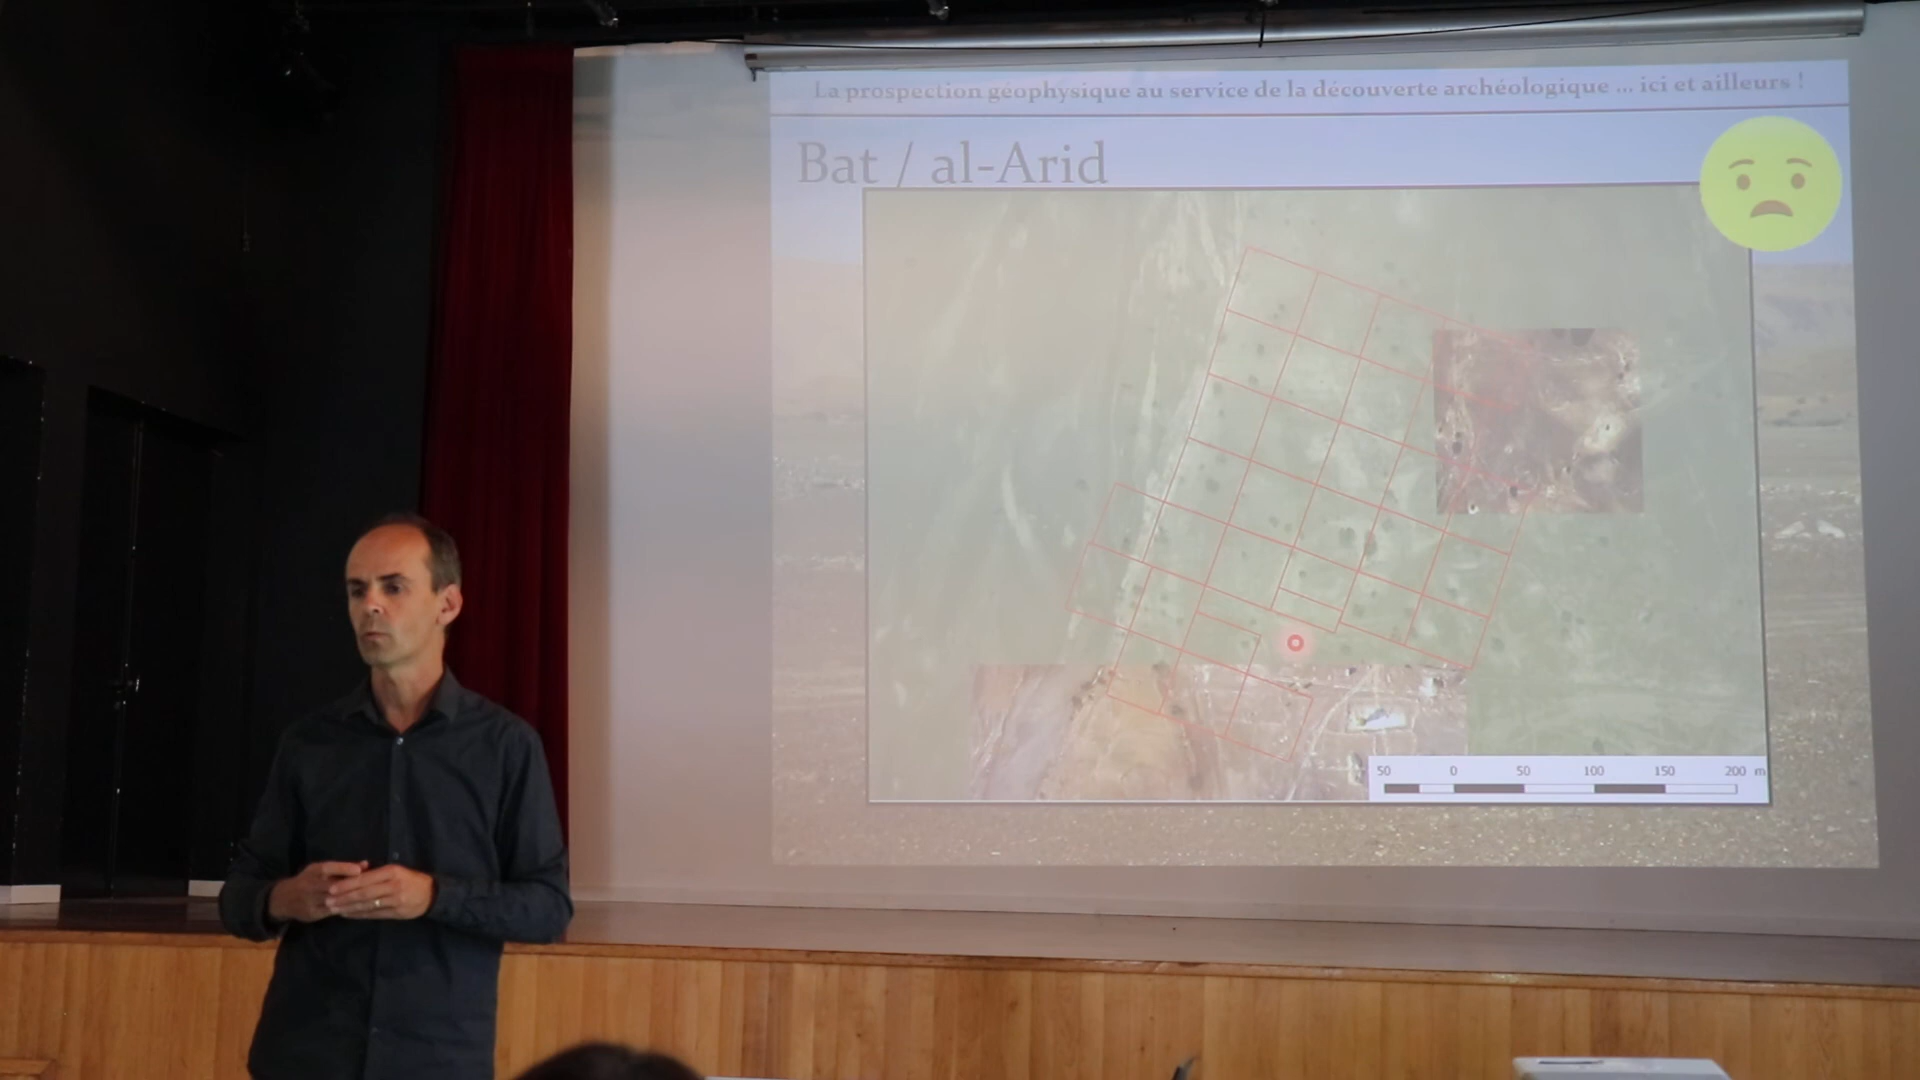 La prospection géophysique au service de la découverte archéologique ... ici et ailleurs !
Bat / al-Arid
50 0 50 100 150 200 m